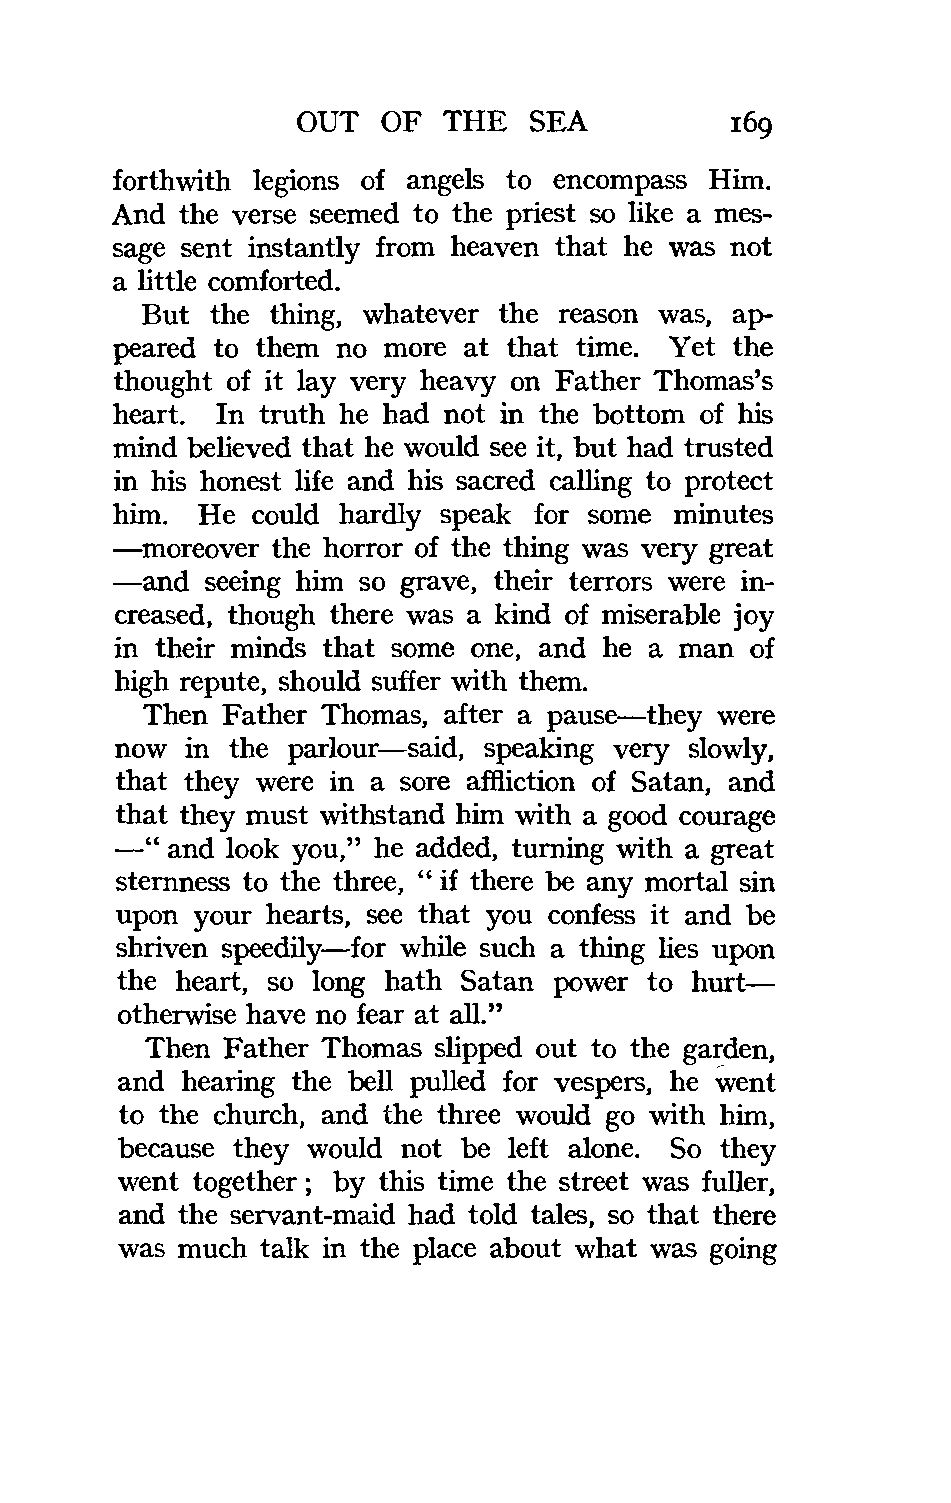 OUT OF THE SEA 169
forthwith legions of angels to encompass Him.
And the verse seemed to the priest so like a mes-
sage sent instantly from heaven that he was not
a little comforted.
But the thing, whatever the reason was, ap-
peared to them no more at that time. Yet the
thought of it lay very heavy on Father Thomas’s
heart. In truth he had not in the bottom of his
mind believed that he would see it, but had trusted
in his honest life and his sacred calling to protect
him. He could hardly speak for some minutes
—moreover the horror of the thing was very great
—and seeing him so grave, their terrors were in-
creased, though there was a kind of miserable joy
in their minds that some one, and he a man of
high repute, should suffer with them.
Then Father Thomas, after a pause—they were
now in the parlour—said, speaking very slowly,
that they were in a sore affliction of Satan, and
that they must withstand him with a good courage
—“ and look you,” he added, turning with a great
sternness to the three, “ if there be any mortal sin
upon your hearts, see that you confess it and be
shriven speedily—for while such a thing lies upon
the heart, so long hath Satan power to hurt—
otherwise have no fear at all.”
Then Father Thomas slipped out to the garden,
and hearing the bell pulled for vespers, he went
to the church, and the three would go with him,
because they would not be left alone. So they
went together ; by this time the street was fuller,
and the servant-maid had told tales, so that there
was much talk in the place about what was going